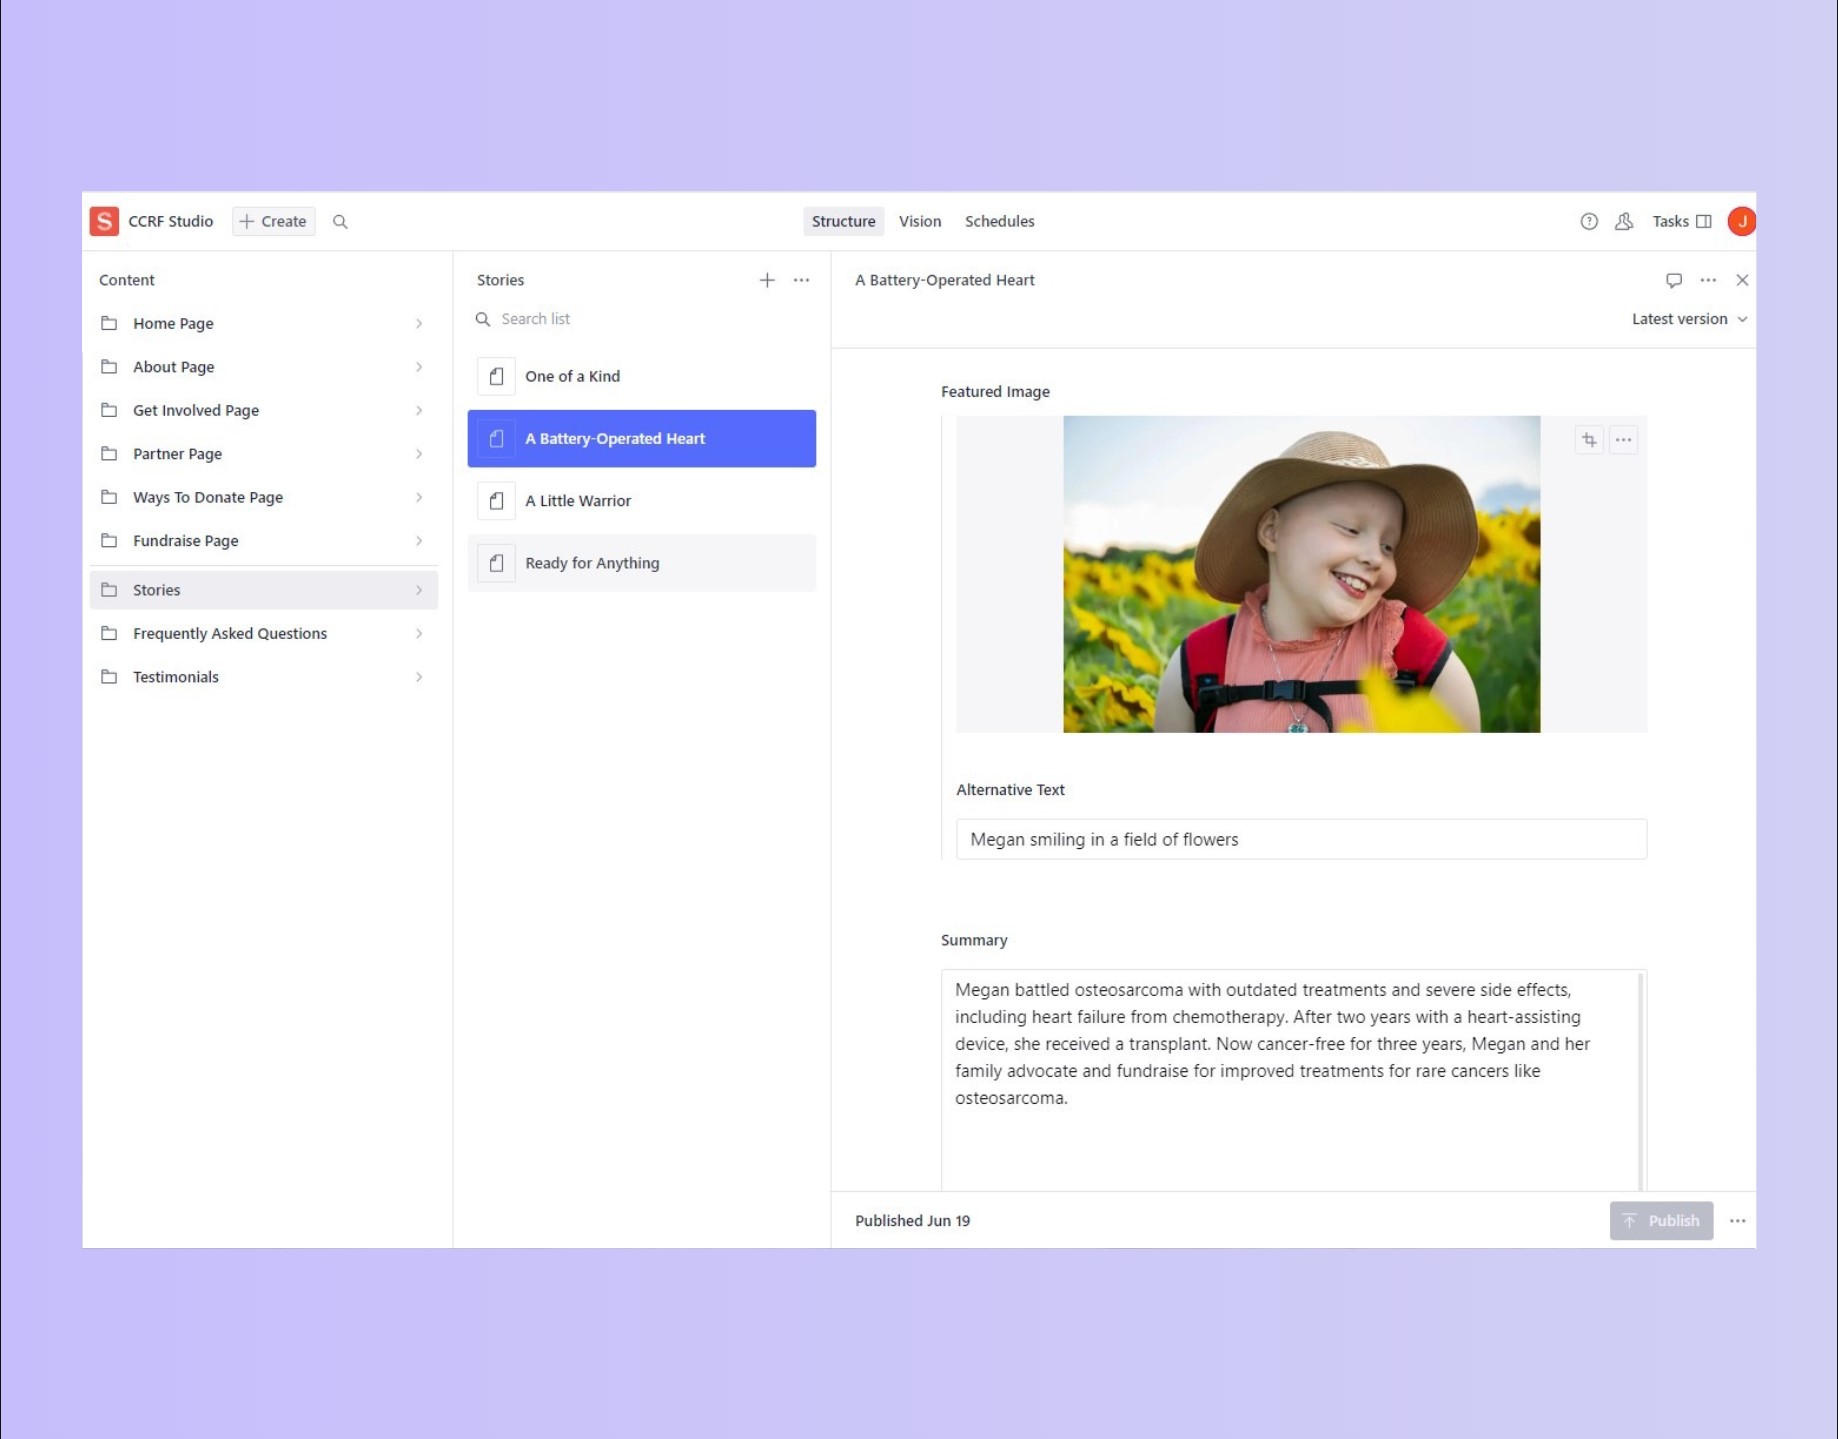 S CCRF Studio + Create Structure Vision Schedules ? Tasks J
Content
Home Page
About Page
Get Involved Page
Partner Page
Ways To Donate Page
Fundraise Page
Stories
Frequently Asked Questions
Testimonials
Stories
Search list
One of a Kind
A Battery-Operated Heart
A Little Warrior
Ready for Anything
A Battery-Operated Heart
Latest version
Featured Image
Alternative Text
Megan smiling in a field of flowers
Summary
Megan battled osteosarcoma with outdated treatments and severe side effects,
including heart failure from chemotherapy. After two years with a heart-assisting
device, she received a transplant. Now cancer-free for three years, Megan and her
family advocate and fundraise for improved treatments for rare cancers like
osteosarcoma.
Published Jun 19
Publish